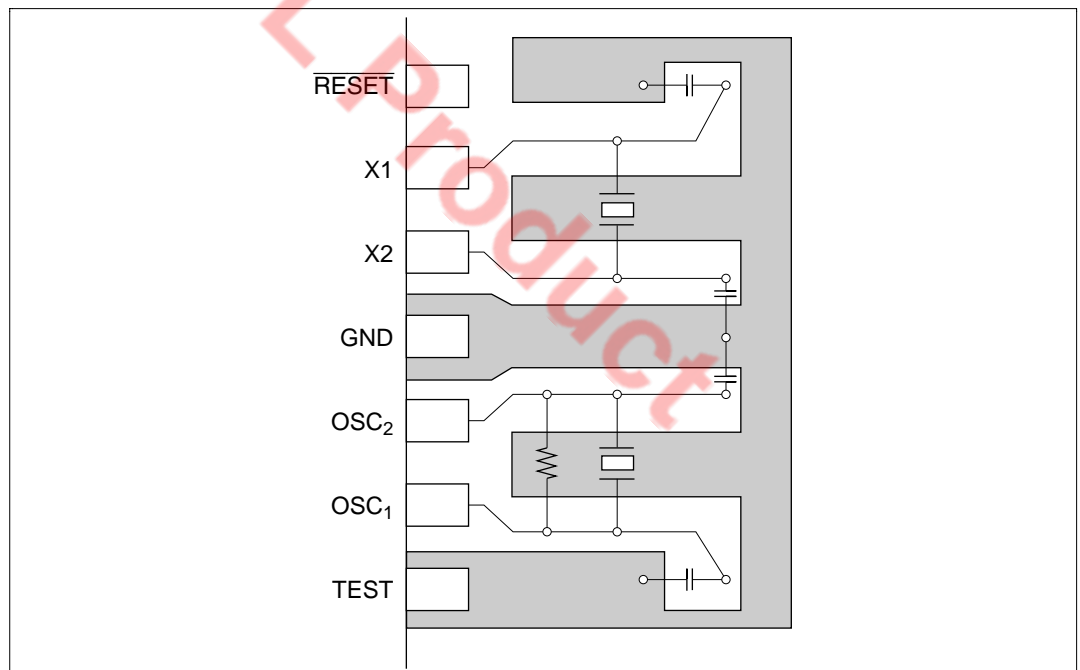 RESET
X1
X2
GND
OSC2
OSC1
TEST
L Product